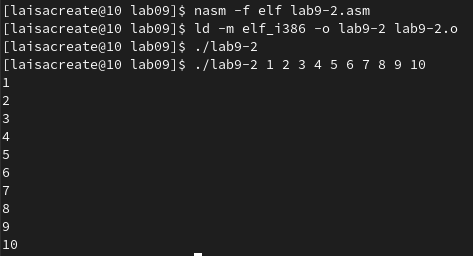 [laisacreate@10 lab09]$ nasm -f elf lab9-2.asm
[laisacreate@10 lab09]$ ld -m elf_i386 -o lab9-2 lab9-2.o
[laisacreate@10 lab09]$ ./lab9-2
[laisacreate@10 lab09]$ ./lab9-2 1 2 3 4 5 6 7 8 9 10
1
2
3
4
5
6
7
8
9
10